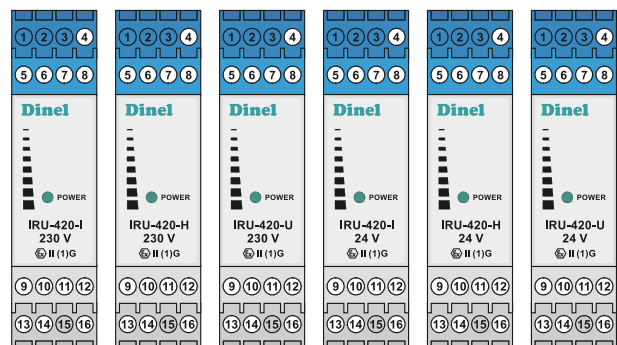 1 2 3 4 1 2 3 4 1 2 3 4 1 2 3 4 1 2 3 4 1 2 3 4
5 6 7 8 5 6 7 8 5 6 7 8 5 6 7 8 5 6 7 8 5 6 7 8
Dinel Dinel Dinel Dinel Dinel Dinel
POWER POWER POWER POWER POWER POWER
IRU-420-I IRU-420-H IRU-420-U IRU-420-I IRU-420-H IRU-420-U
230 V 230 V 230 V 24 V 24 V 24 V
εx II (1)G εx II (1)G εx II (1)G εx II (1)G εx II (1)G εx II (1)G
9 10 11 12 9 10 11 12 9 10 11 12 9 10 11 12 9 10 11 12 9 10 11 12
13 14 15 16 13 14 15 16 13 14 15 16 13 14 15 16 13 14 15 16 13 14 15 16